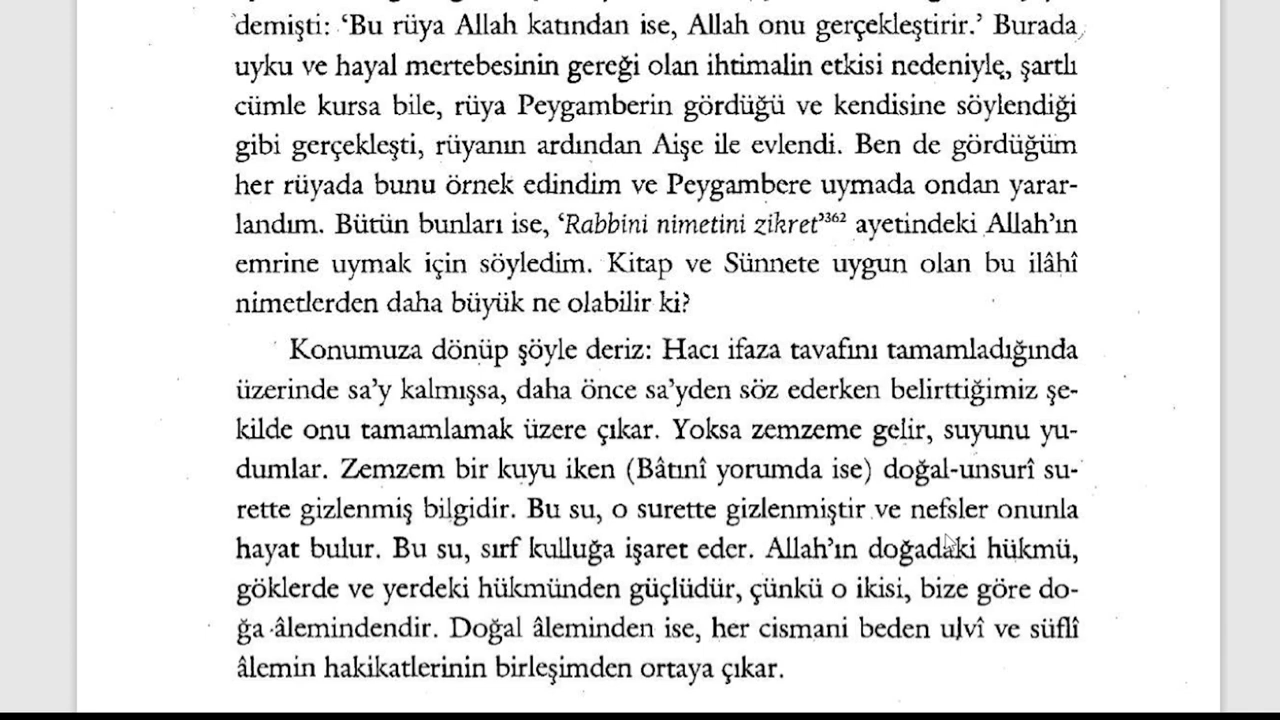 demişti: ‘Bu rüya Allah katından ise, Allah onu gerçekleştirir.’ Burada
uyku ve hayal mertebesinin gereği olan ihtimalin etkisi nedeniyle, şartlı
cümle kursa bile, rüya Peygamberin gördüğü ve kendisine söylendiği
gibi gerçekleşti, rüyanın ardından Aişe ile evlendi. Ben de gördüğüm
her rüyada bunu örnek edindim ve Peygambere uymada ondan yarar-
landım. Bütün bunları ise, ‘Rabbini nimetini zikret’³⁶² ayetindeki Allah’ın
emrine uymak için söyledim. Kitap ve Sünnete uygun olan bu ilâhî
nimetlerden daha büyük ne olabilir ki?
Konumuza dönüp şöyle deriz: Hacı ifaza tavafını tamamladığında
üzerinde sa’y kalmışsa, daha önce sa’yden söz ederken belirttiğimiz şe-
kilde onu tamamlamak üzere çıkar. Yoksa zemzeme gelir, suyunu yu-
dumlar. Zemzem bir kuyu iken (Bâtınî yorumda ise) doğal-unsurî su-
rette gizlenmiş bilgidir. Bu su, o surette gizlenmiştir ve nefsler onunla
hayat bulur. Bu su, sırf kulluğa işaret eder. Allah’ın doğadaki hükmü,
göklerde ve yerdeki hükmünden güçlüdür, çünkü o ikisi, bize göre do-
ğa âlemindendir. Doğal âleminden ise, her cismani beden ulvî ve süflî
âlemin hakikatlerinin birleşimden ortaya çıkar.